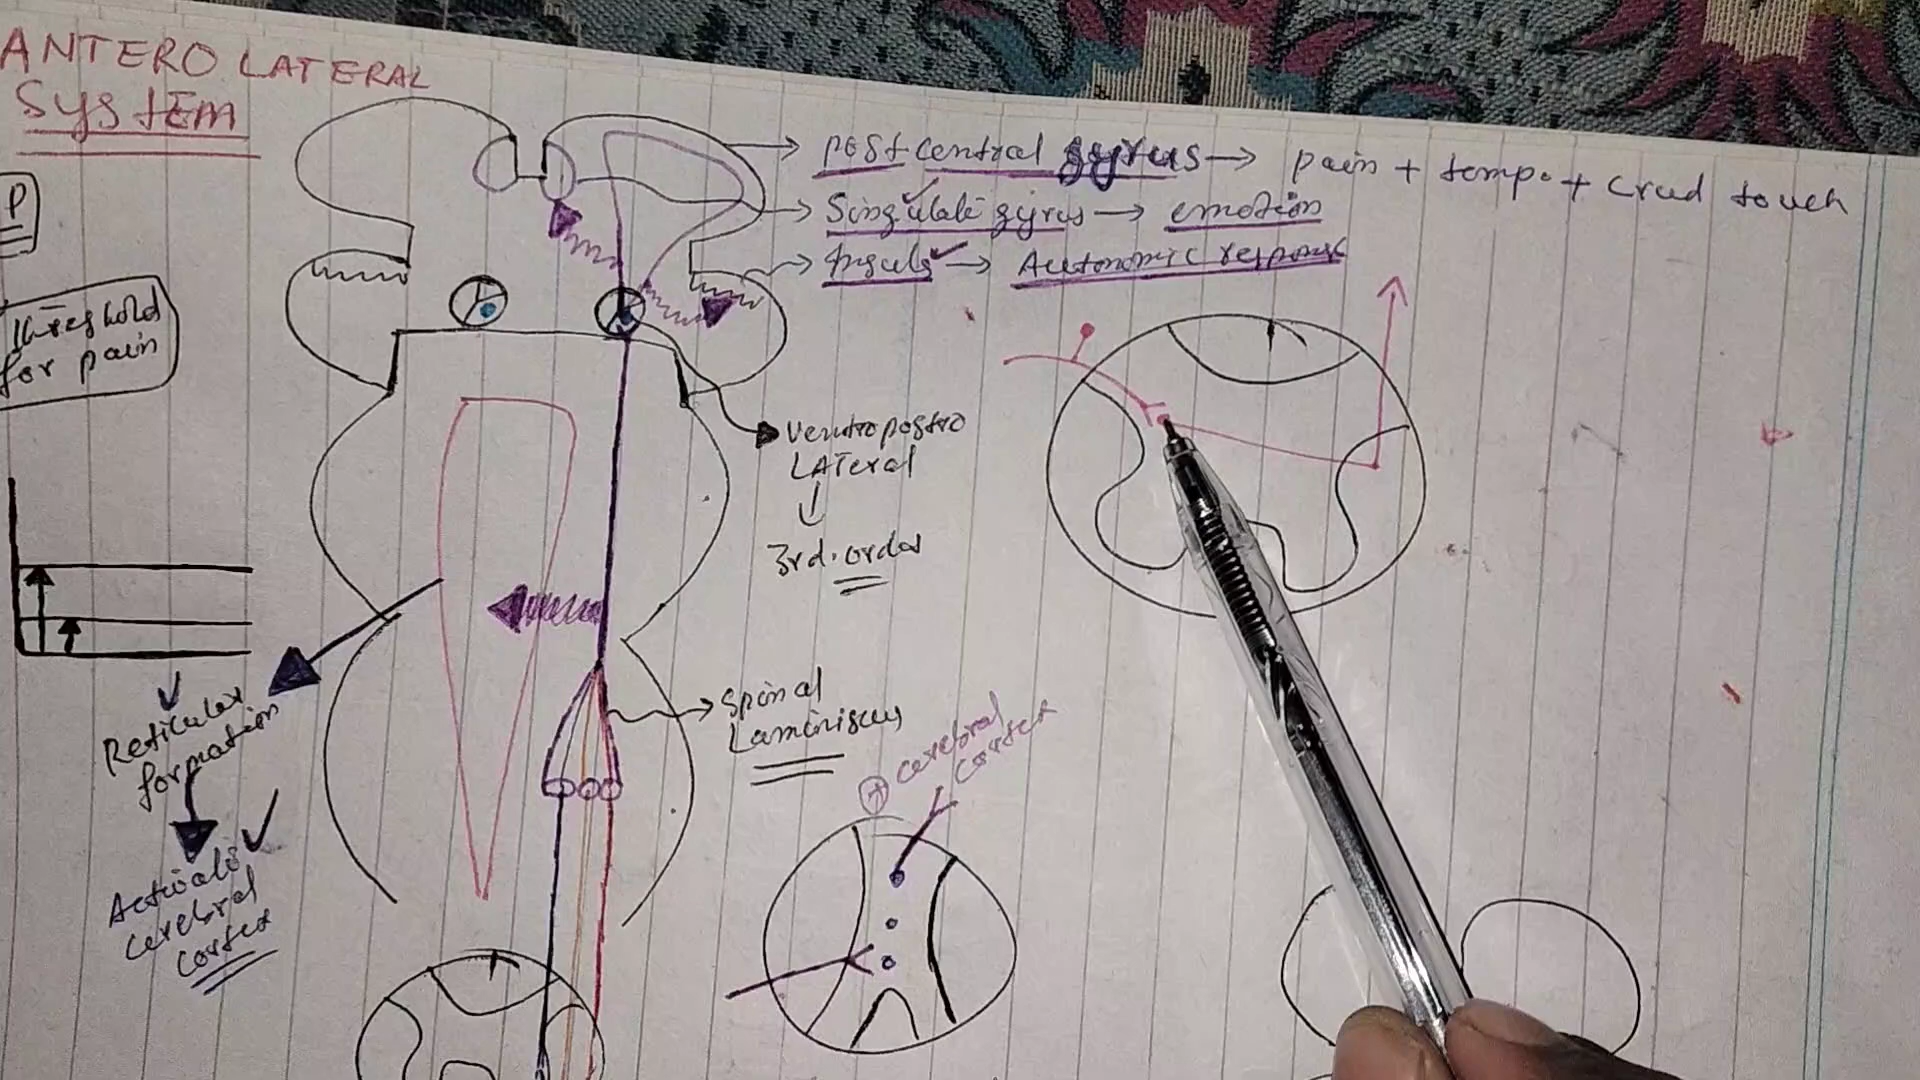 ANTERO LATERAL
SYSTEM
P
Threshold
for pain
post central gyrus → pain + temp. + crud touch
Singulate gyrus → emotion
Insula → Autonomic response
Ventropostro
LATeral
↓
3rd. order
Spinal
Laminiscus
Reticular
formation
Activate
cerebral
cortex
+ cerebral
cortex